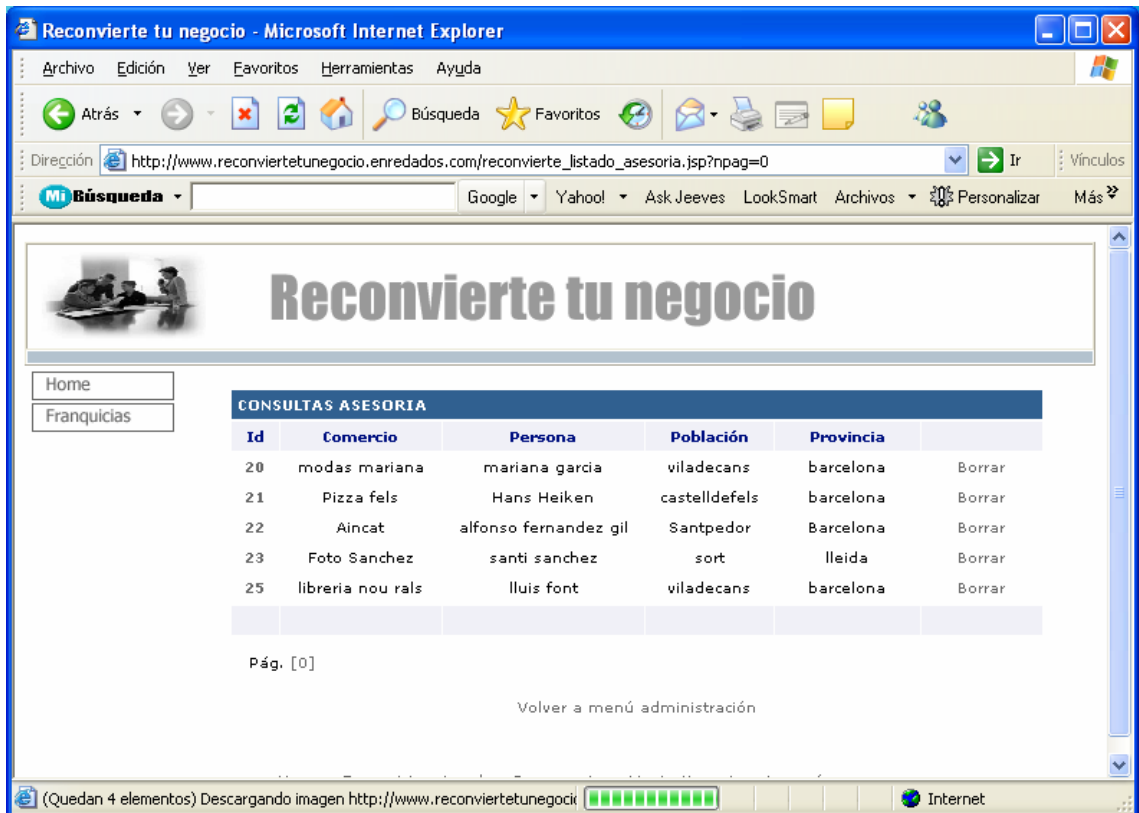 Reconvierte tu negocio - Microsoft Internet Explorer
Archivo Edición Ver Favoritos Herramientas Ayuda
Atrás Búsqueda Favoritos
Dirección http://www.reconviertetunegocio.enredados.com/reconvierte_listado_asesoria.jsp?npag=0 Ir Vínculos
Mi Búsqueda Google Yahoo! Ask Jeeves LookSmart Archivos Personalizar Más
Reconvierte tu negocio
Home
Franquicias
CONSULTAS ASESORIA
Id Comercio Persona Población Provincia
20 modas mariana mariana garcia viladecans barcelona Borrar
21 Pizza fels Hans Heiken castelldefels barcelona Borrar
22 Aincat alfonso fernandez gil Santpedor Barcelona Borrar
23 Foto Sanchez santi sanchez sort lleida Borrar
25 libreria nou rals lluis font viladecans barcelona Borrar
Pág. [0]
Volver a menú administración
(Quedan 4 elementos) Descargando imagen http://www.reconviertetunegoci Internet